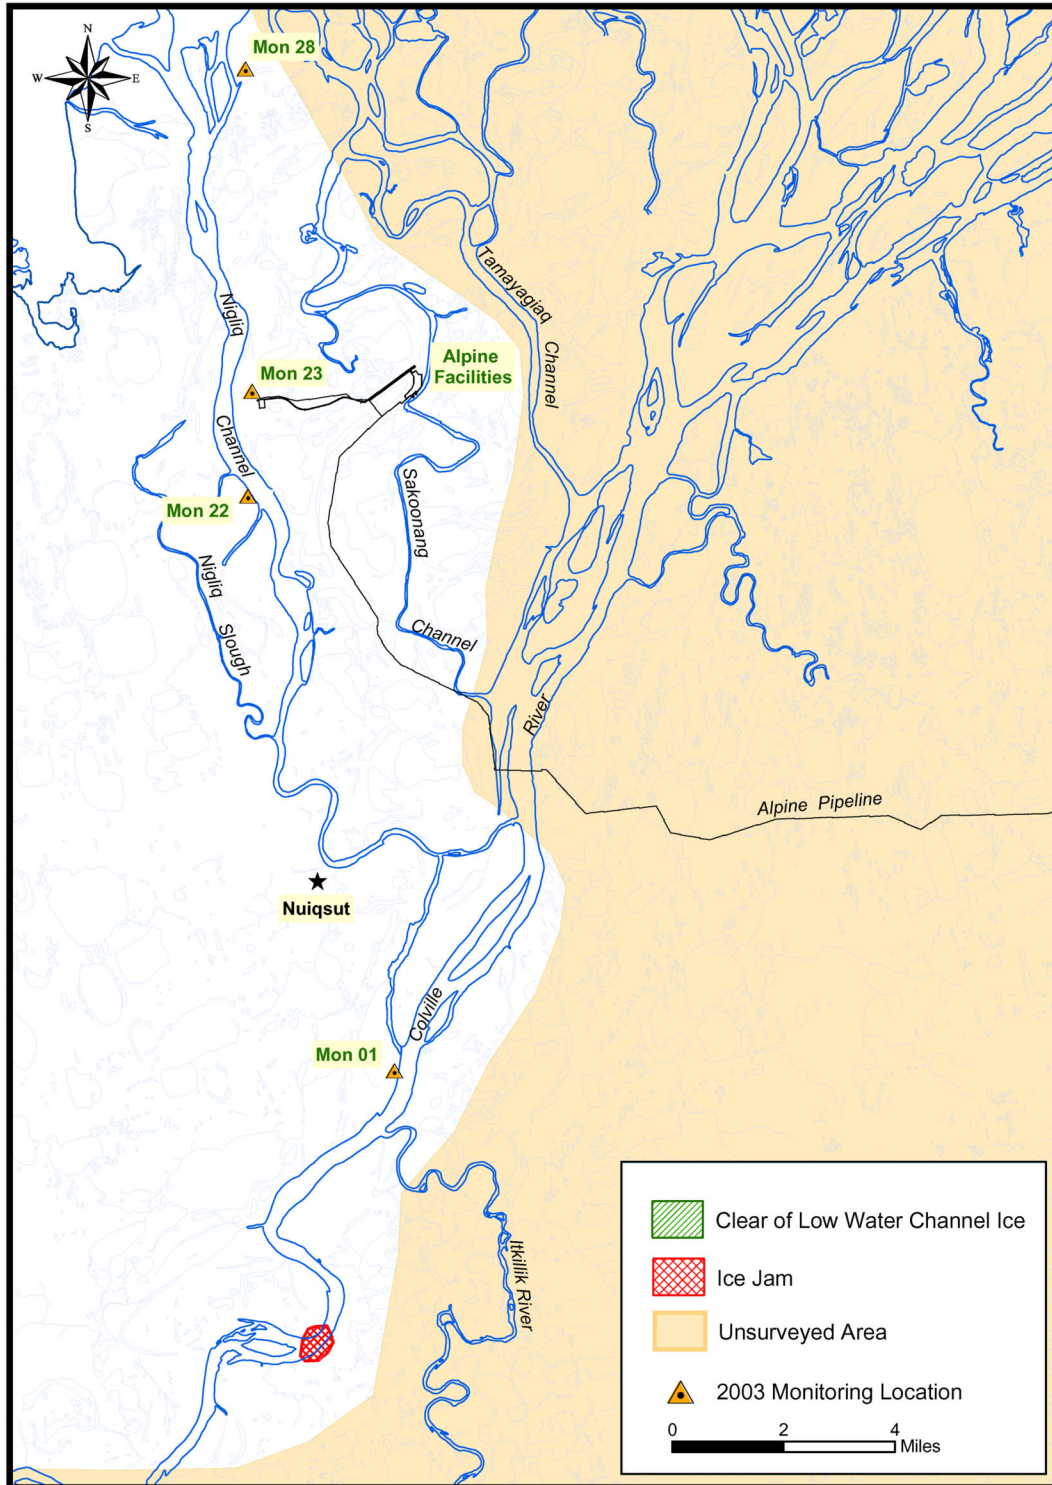 N
W
E
S
Mon 28
Tamayagiaq
Channel
Nigliq
Channel
Mon 23
Alpine
Facilities
Mon 22
Sakoonang
Channel
Nigliq
Slough
River
Alpine Pipeline
Nuiqsut
Colville
Mon 01
Itkillik River
Clear of Low Water Channel Ice
Ice Jam
Unsurveyed Area
2003 Monitoring Location
0 2 4
Miles